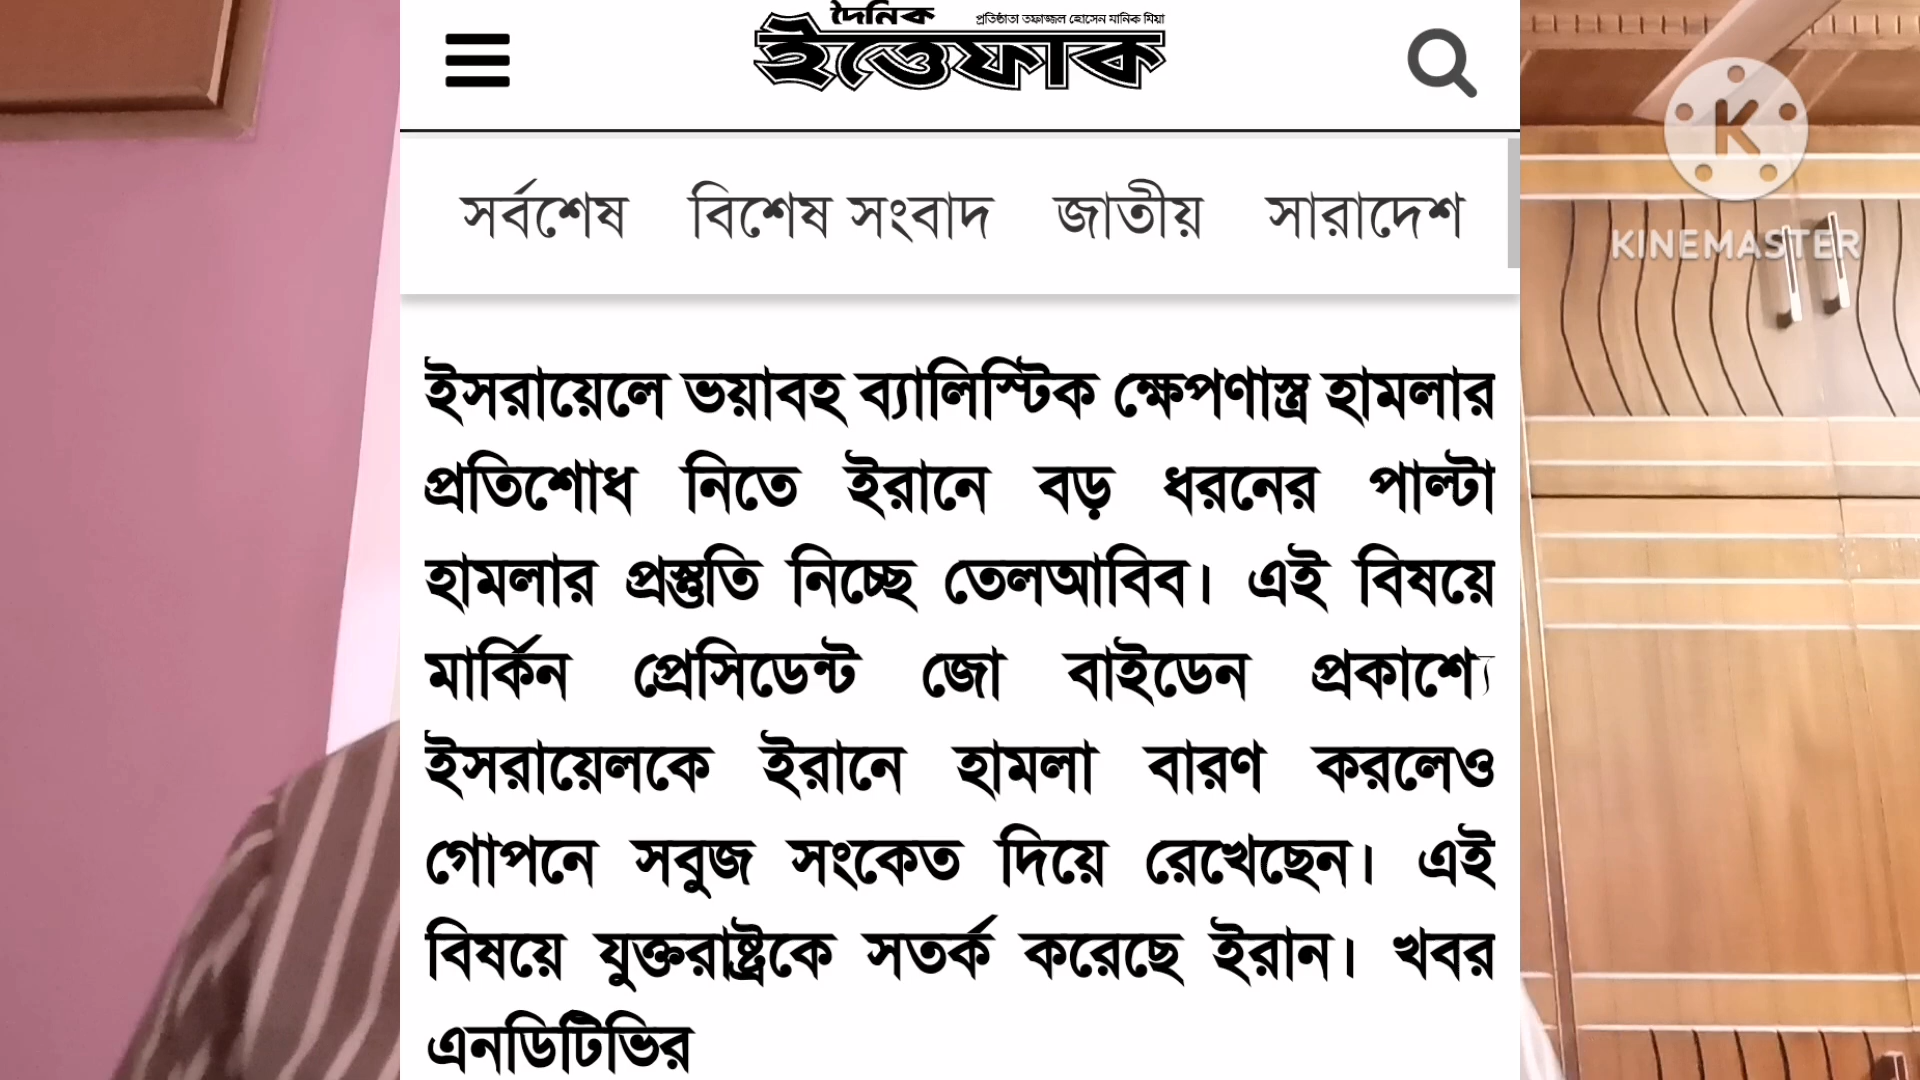 দৈনিক
প্রতিষ্ঠাতা তফাজ্জল হোসেন মানিক মিয়া
ইত্তেফাক
সর্বশেষ বিশেষ সংবাদ জাতীয় সারাদেশ
KINEMASTER
ইসরায়েলে ভয়াবহ ব্যালিস্টিক ক্ষেপণাস্ত্র হামলার
প্রতিশোধ নিতে ইরানে বড় ধরনের পাল্টা
হামলার প্রস্তুতি নিচ্ছে তেলআবিব। এই বিষয়ে
মার্কিন প্রেসিডেন্ট জো বাইডেন প্রকাশ্যে
ইসরায়েলকে ইরানে হামলা বারণ করলেও
গোপনে সবুজ সংকেত দিয়ে রেখেছেন। এই
বিষয়ে যুক্তরাষ্ট্রকে সতর্ক করেছে ইরান। খবর
এনডিটিভির